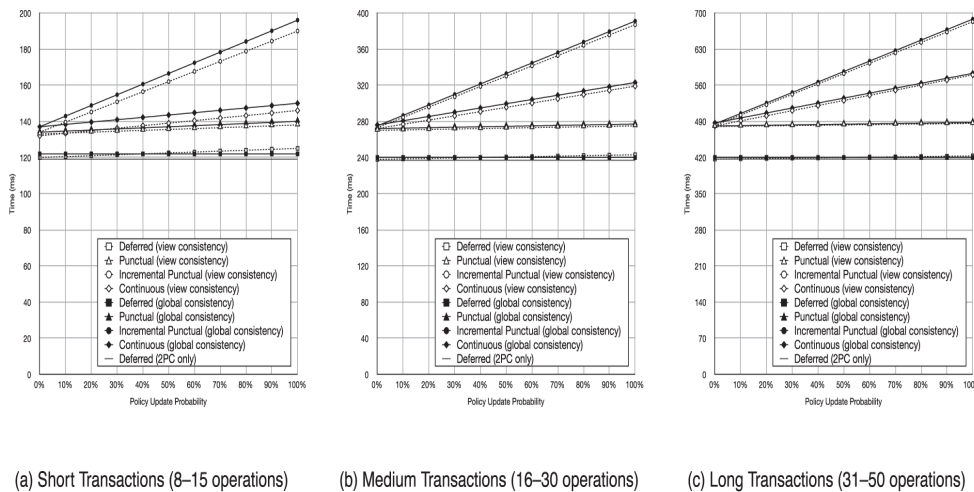 200
180
160
140
120
100
80
60
40
20
0
Time (ms)
Deferred (view consistency)
Punctual (view consistency)
Incremental Punctual (view consistency)
Continuous (view consistency)
Deferred (global consistency)
Punctual (global consistency)
Incremental Punctual (global consistency)
Continuous (global consistency)
Deferred (2PC only)
0% 10% 20% 30% 40% 50% 60% 70% 80% 90% 100%
Policy Update Probability
(a) Short Transactions (8–15 operations)
400
360
320
280
240
200
160
120
80
40
0
Time (ms)
Deferred (view consistency)
Punctual (view consistency)
Incremental Punctual (view consistency)
Continuous (view consistency)
Deferred (global consistency)
Punctual (global consistency)
Incremental Punctual (global consistency)
Continuous (global consistency)
Deferred (2PC only)
0% 10% 20% 30% 40% 50% 60% 70% 80% 90% 100%
Policy Update Probability
(b) Medium Transactions (16–30 operations)
700
630
560
490
420
350
280
210
140
70
0
Time (ms)
Deferred (view consistency)
Punctual (view consistency)
Incremental Punctual (view consistency)
Continuous (view consistency)
Deferred (global consistency)
Punctual (global consistency)
Incremental Punctual (global consistency)
Continuous (global consistency)
Deferred (2PC only)
0% 10% 20% 30% 40% 50% 60% 70% 80% 90% 100%
Policy Update Probability
(c) Long Transactions (31–50 operations)